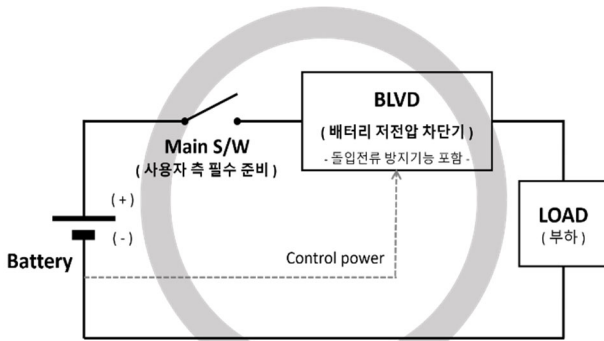 BLVD
( 배터리 저전압 차단기 )
- 돌입전류 방지기능 포함 -
Main S/W
( 사용자 측 필수 준비 )
( + )
( - )
Battery
LOAD
( 부하 )
Control power